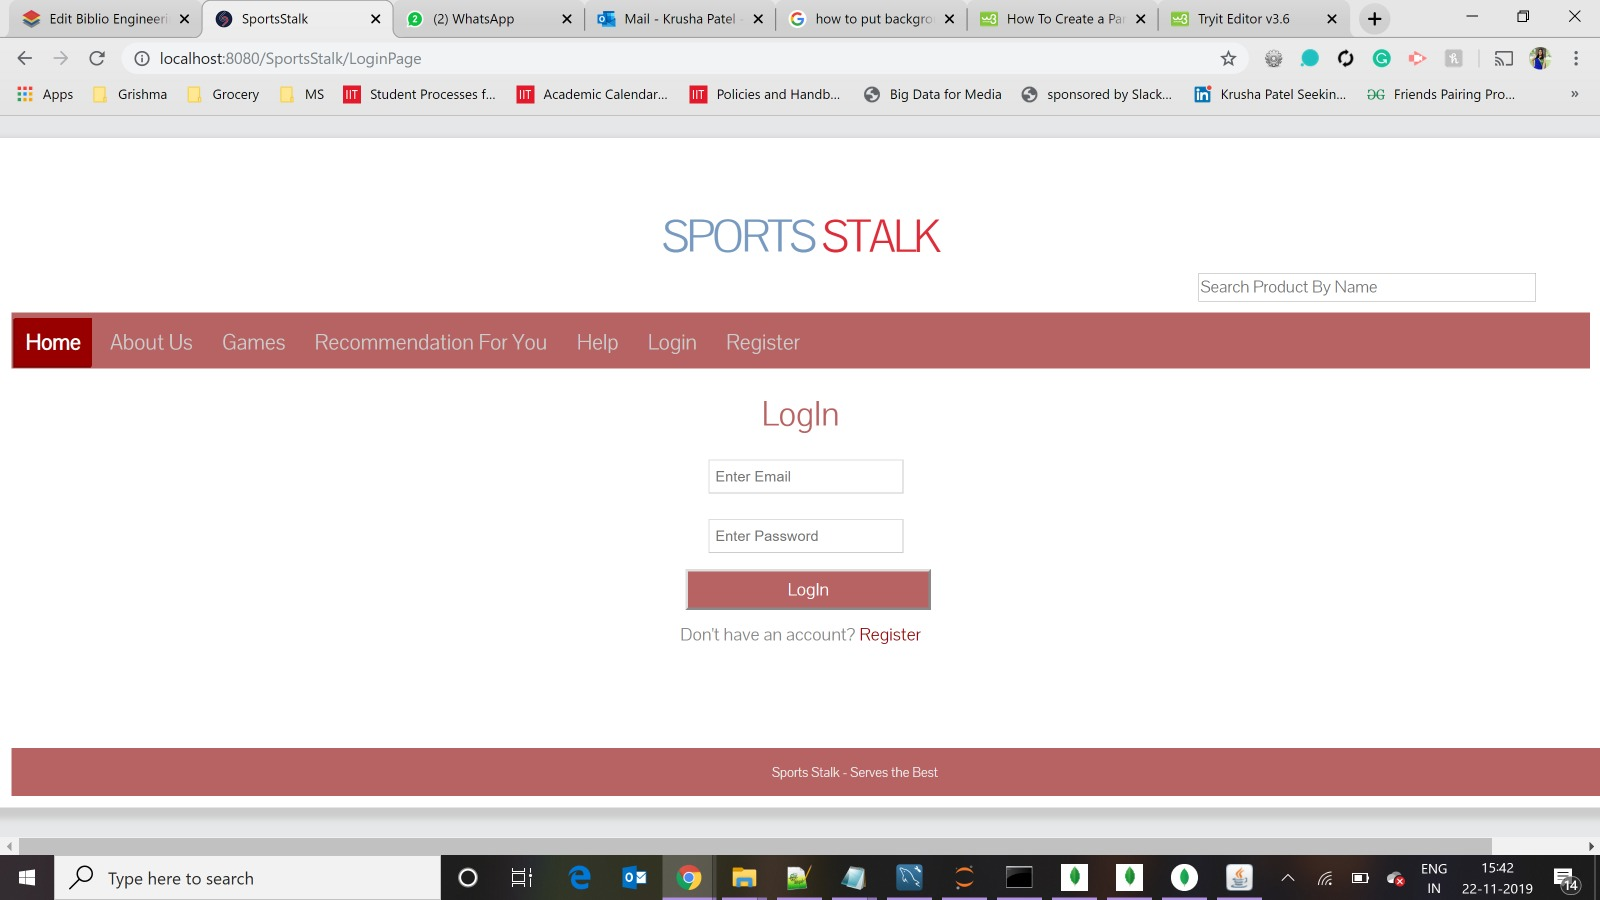 Edit Biblio Engineeri
SportsStalk
(2) WhatsApp
Mail - Krusha Patel
how to put backgro
How To Create a Par
Tryit Editor v3.6
localhost:8080/SportsStalk/LoginPage
Apps
Grishma
Grocery
MS
IIT
Student Processes f...
IIT
Academic Calendar...
IIT
Policies and Handb...
Big Data for Media
sponsored by Slack...
Krusha Patel Seekin...
Friends Pairing Pro...
»
SPORTS STALK
Search Product By Name
Home About Us Games Recommendation For You Help Login Register
LogIn
Enter Email
Enter Password
LogIn
Don't have an account? Register
Sports Stalk - Serves the Best
Type here to search
ENG
IN
15:42
22-11-2019
14